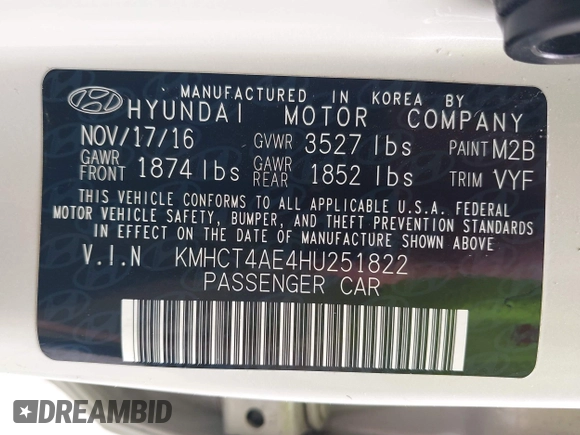 MANUFACTURED IN KOREA BY
HYUNDAI MOTOR COMPANY
NOV/17/16 GVWR 3527 lbs PAINT M2B
GAWR FRONT 1874 lbs GAWR REAR 1852 lbs TRIM VYF
THIS VEHICLE CONFORMS TO ALL APPLICABLE U.S.A. FEDERAL
MOTOR VEHICLE SAFETY, BUMPER, AND THEFT PREVENTION STANDARDS
IN EFFECT ON THE DATE OF MANUFACTURE SHOWN ABOVE.
V.I.N KMHCT4AE4HU251822
PASSENGER CAR
DREAMBID